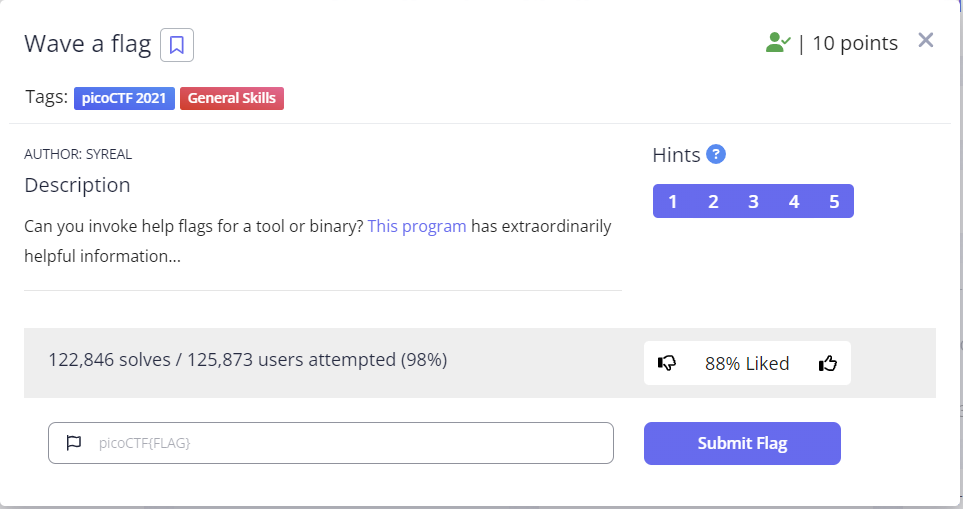 Wave a flag
| 10 points
Tags: picoCTF 2021 General Skills
AUTHOR: SYREAL
Description
Can you invoke help flags for a tool or binary? This program has extraordinarily
helpful information...
Hints ?
1 2 3 4 5
122,846 solves / 125,873 users attempted (98%)
88% Liked
picoCTF{FLAG}
Submit Flag